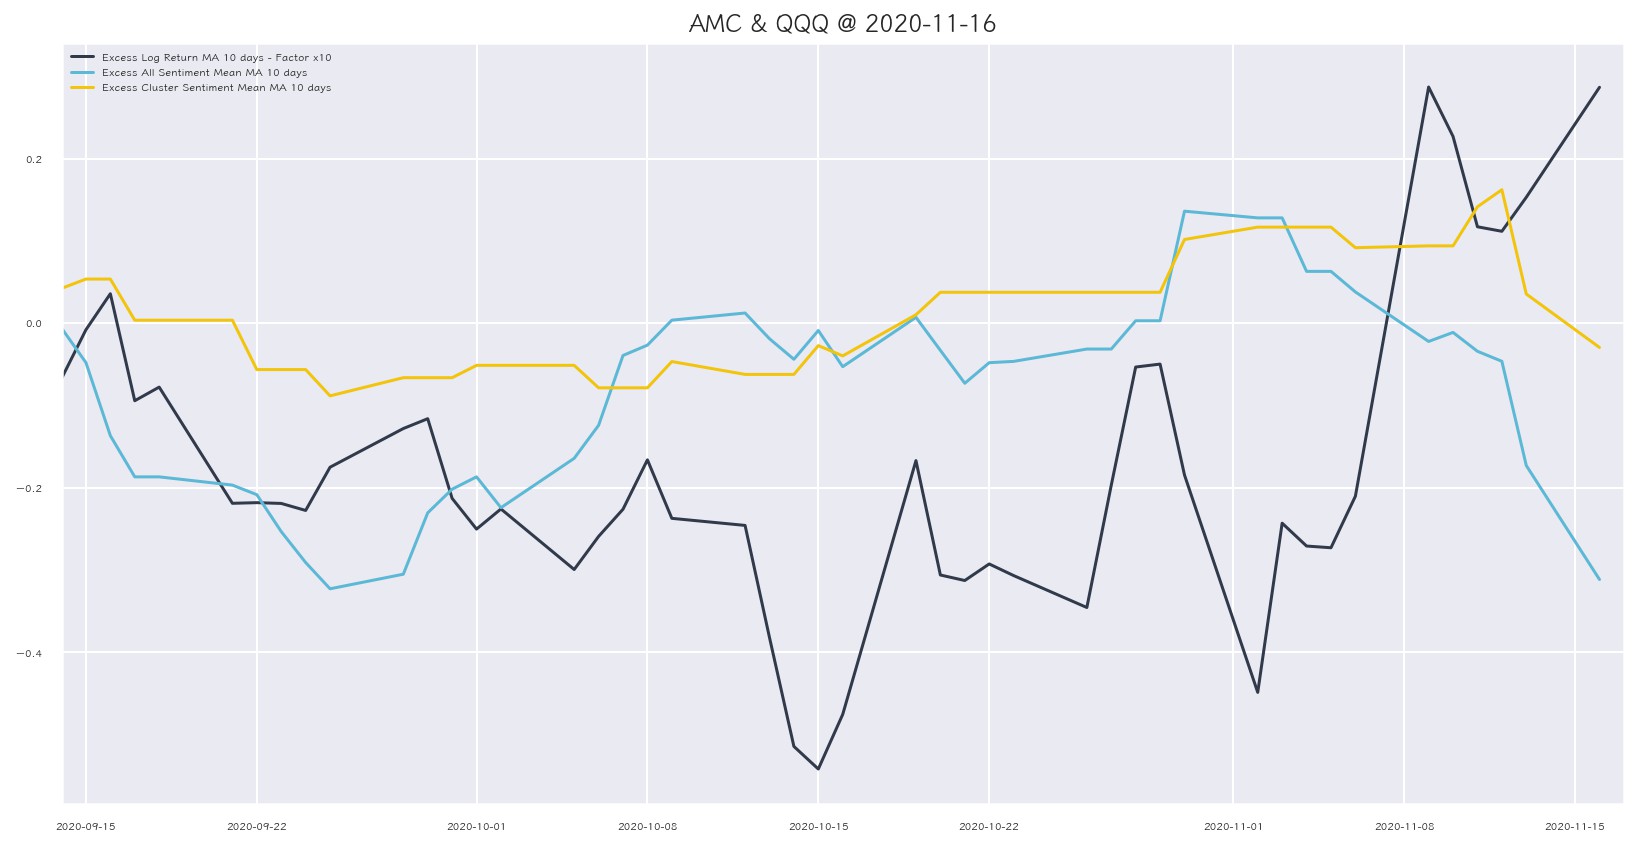 AMC & QQQ @ 2020-11-16
Excess Log Return MA 10 days - Factor x10
Excess All Sentiment Mean MA 10 days
Excess Cluster Sentiment Mean MA 10 days
0.2
0.0
−0.2
−0.4
2020-09-15 2020-09-22 2020-10-01 2020-10-08 2020-10-15 2020-10-22 2020-11-01 2020-11-08 2020-11-15